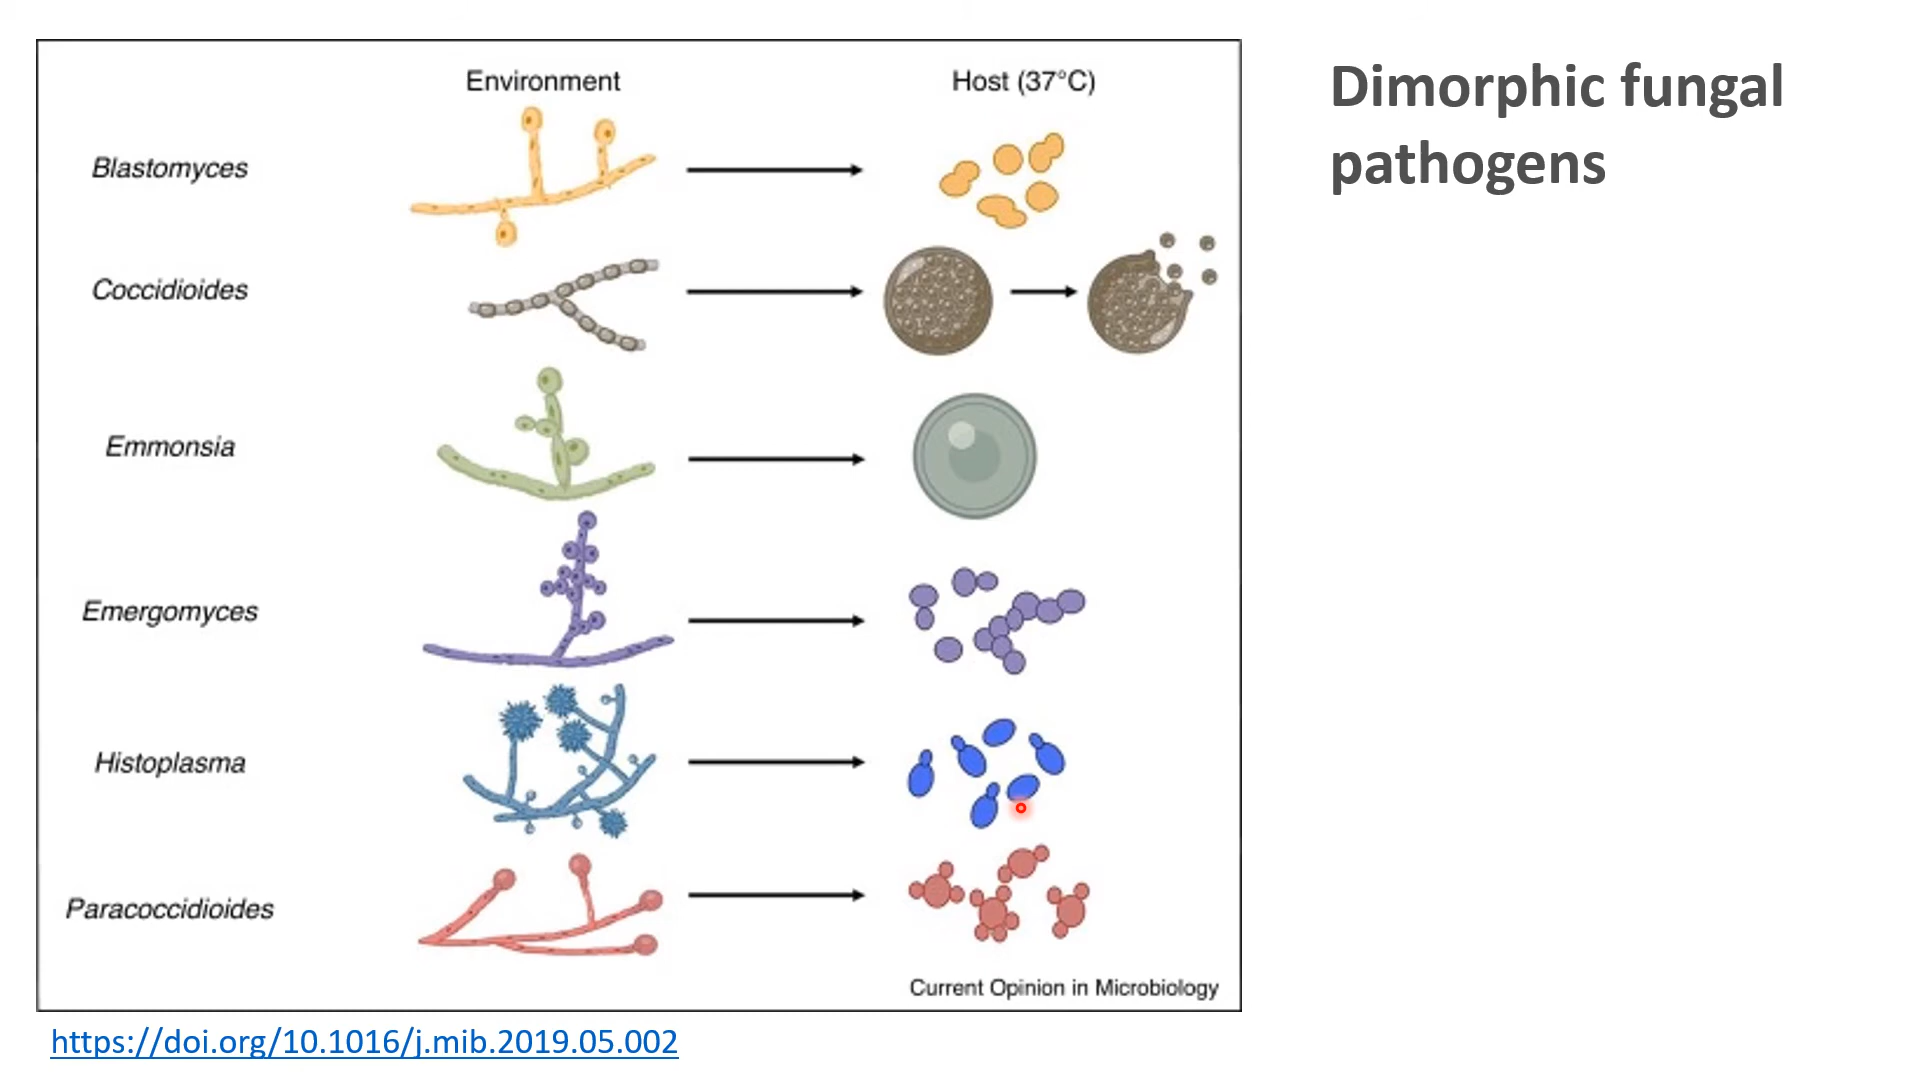 Environment Host (37°C)
Dimorphic fungal
pathogens
Blastomyces
Coccidioides
Emmonsia
Emergomyces
Histoplasma
Paracoccidioides
Current Opinion in Microbiology
https://doi.org/10.1016/j.mib.2019.05.002